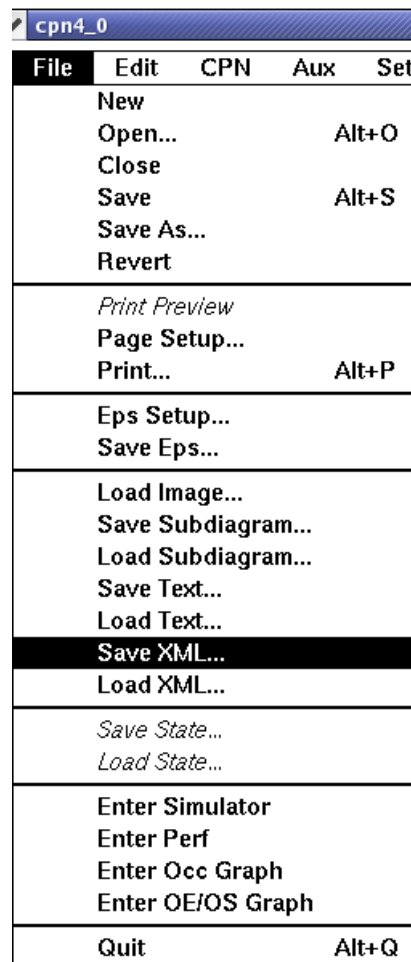 cpn4_0
File Edit CPN Aux Set
New
Open... Alt+O
Close
Save Alt+S
Save As...
Revert
Print Preview
Page Setup...
Print... Alt+P
Eps Setup...
Save Eps...
Load Image...
Save Subdiagram...
Load Subdiagram...
Save Text...
Load Text...
Save XML...
Load XML...
Save State...
Load State...
Enter Simulator
Enter Perf
Enter Occ Graph
Enter OE/OS Graph
Quit Alt+Q